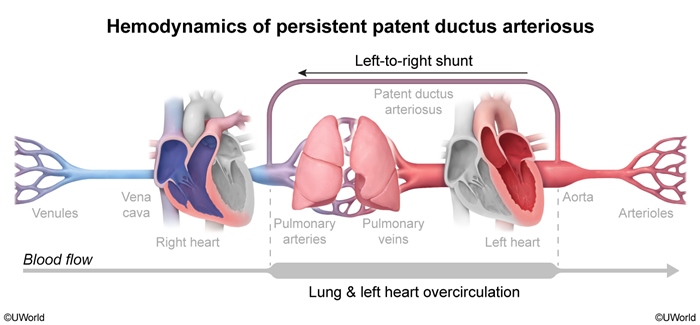 Hemodynamics of persistent patent ductus arteriosus
Left-to-right shunt
Patent ductus
arteriosus
Venules
Vena
cava
Right heart
Pulmonary
arteries
Pulmonary
veins
Left heart
Aorta
Arterioles
Blood flow
Lung & left heart overcirculation
©UWorld
©UWorld